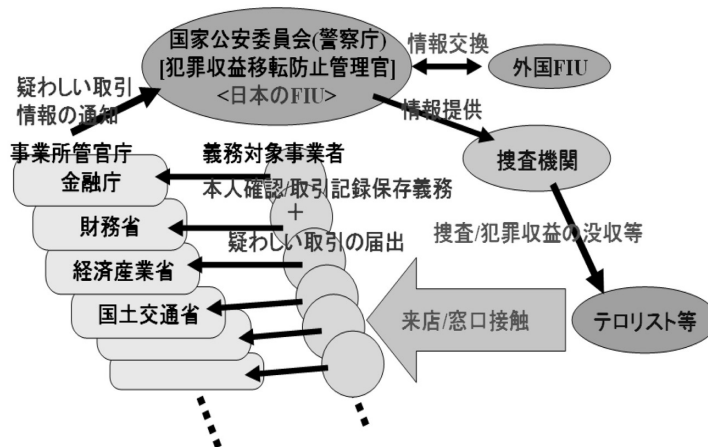 国家公安委員会(警察庁)
[犯罪収益移転防止管理官]
<日本のFIU>
情報交換
外国FIU
疑わしい取引
情報の通知
情報提供
事業所管官庁
義務対象事業者
捜査機関
金融庁
本人確認/取引記録保存義務
+
財務省
疑わしい取引の届出
捜査/犯罪収益の没収等
経済産業省
国土交通省
来店/窓口接触
テロリスト等